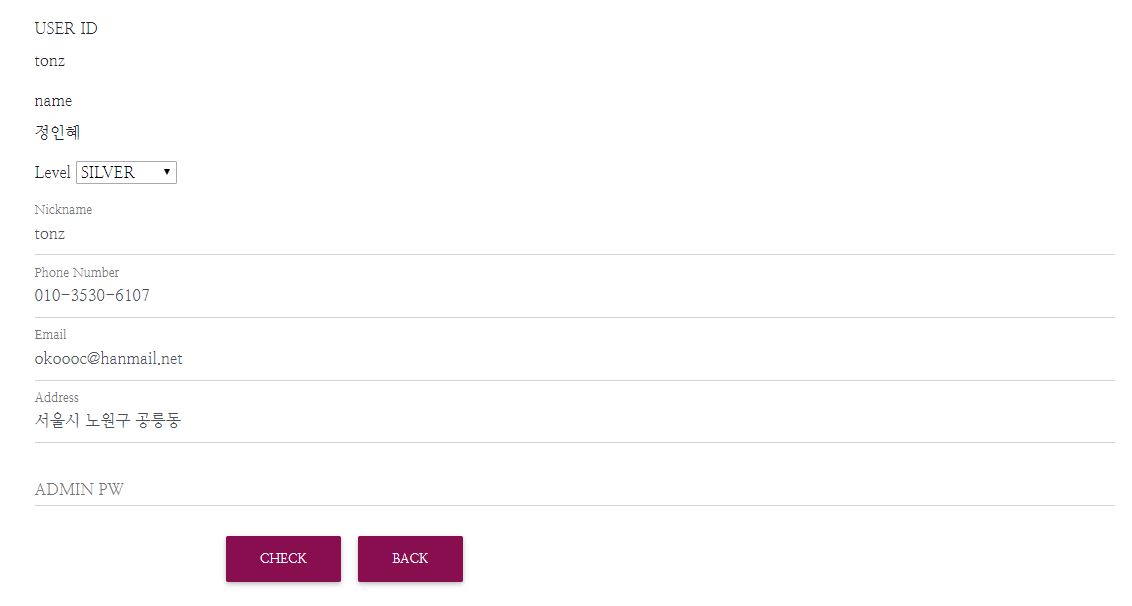 USER ID
tonz
name
정인혜
Level SILVER
Nickname
tonz
Phone Number
010-3530-6107
Email
okoooc@hanmail.net
Address
서울시 노원구 공릉동
ADMIN PW
CHECK BACK